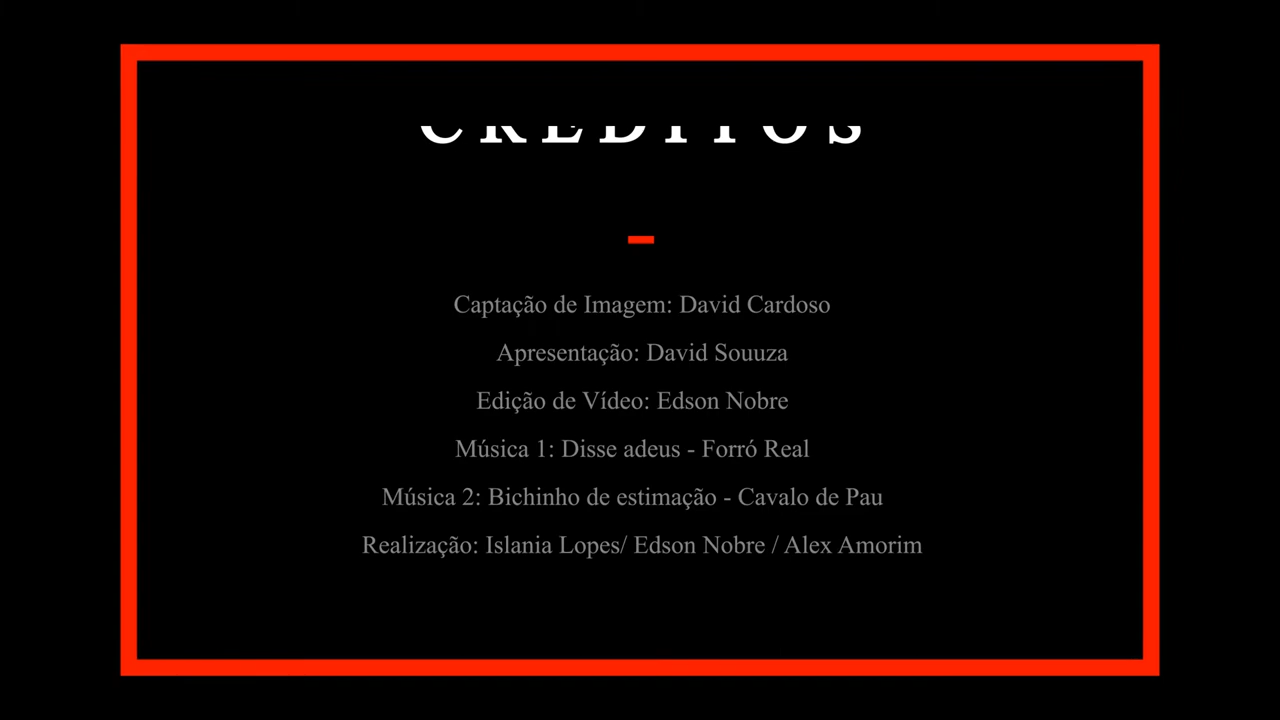 CRÉDITOS
Captação de Imagem: David Cardoso
Apresentação: David Souuza
Edição de Vídeo: Edson Nobre
Música 1: Disse adeus - Forró Real
Música 2: Bichinho de estimação - Cavalo de Pau
Realização: Islania Lopes/ Edson Nobre / Alex Amorim